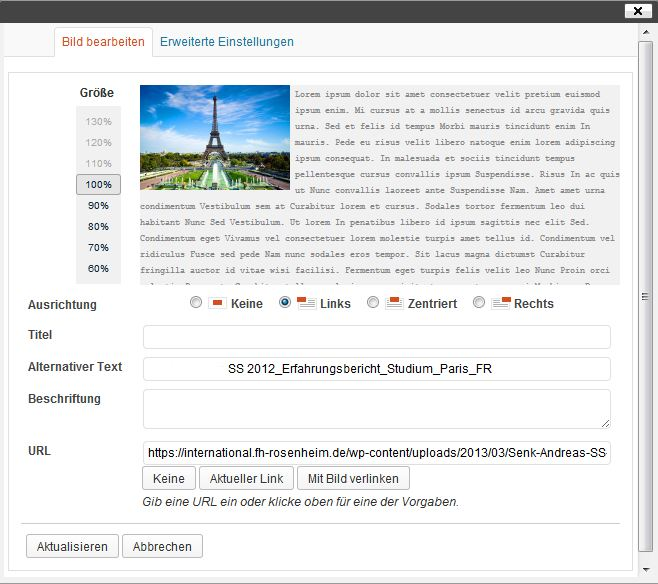 Bild bearbeiten
Erweiterte Einstellungen
Größe
130%
120%
110%
100%
90%
80%
70%
60%
Lorem ipsum dolor sit amet consectetuer velit pretium euismod
ipsum enim. Mi cursus at a mollis senectus id arcu gravida quis
urna. Sed et felis id tempus Morbi mauris tincidunt enim In
mauris. Pede eu risus velit libero natoque enim lorem adipiscing
ipsum consequat. In malesuada et sociis tincidunt tempus
pellentesque cursus convallis ipsum Suspendisse. Risus In ac quis
ut Nunc convallis laoreet ante Suspendisse Nam. Amet amet urna
condimentum Vestibulum sem at Curabitur lorem et cursus. Sodales tortor fermentum leo dui
habitant Nunc Sed Vestibulum. Ut lorem In penatibus libero id ipsum sagittis nec elit Sed.
Condimentum eget Vivamus vel consectetuer lorem molestie turpis amet tellus id. Condimentum vel
ridiculus Fusce sed pede Nam nunc sodales eros tempor. Sit lacus magna dictumst Curabitur
fringilla auctor id vitae wisi facilisi. Fermentum eget turpis felis velit leo Nunc Proin orci
Ausrichtung
Keine
Links
Zentriert
Rechts
Titel
Alternativer Text
SS 2012_Erfahrungsbericht_Studium_Paris_FR
Beschriftung
URL
https://international.fh-rosenheim.de/wp-content/uploads/2013/03/Senk-Andreas-SS
Keine
Aktueller Link
Mit Bild verlinken
Gib eine URL ein oder klicke oben für eine der Vorgaben.
Aktualisieren
Abbrechen